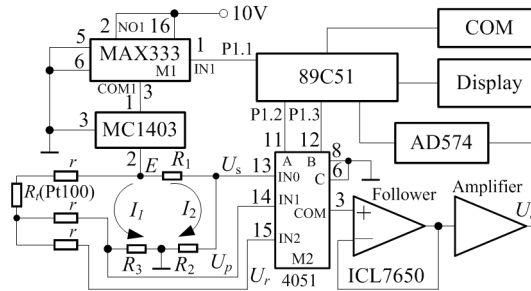 2 NO1 16 10V
5 MAX333 1 P1.1 COM
6 M1 IN1 89C51
COM1 3 Display
1 P1.2 P1.3
3 MC1403 11 12 AD574
2 E R1 Us 13 A B 8
r IN0 C 6
Rt(Pt100) I1 I2 14 IN1 Follower Amplifier
r COM 3 +
15 IN2 −
r R3 R2 Up M2
Ur 4051 ICL7650